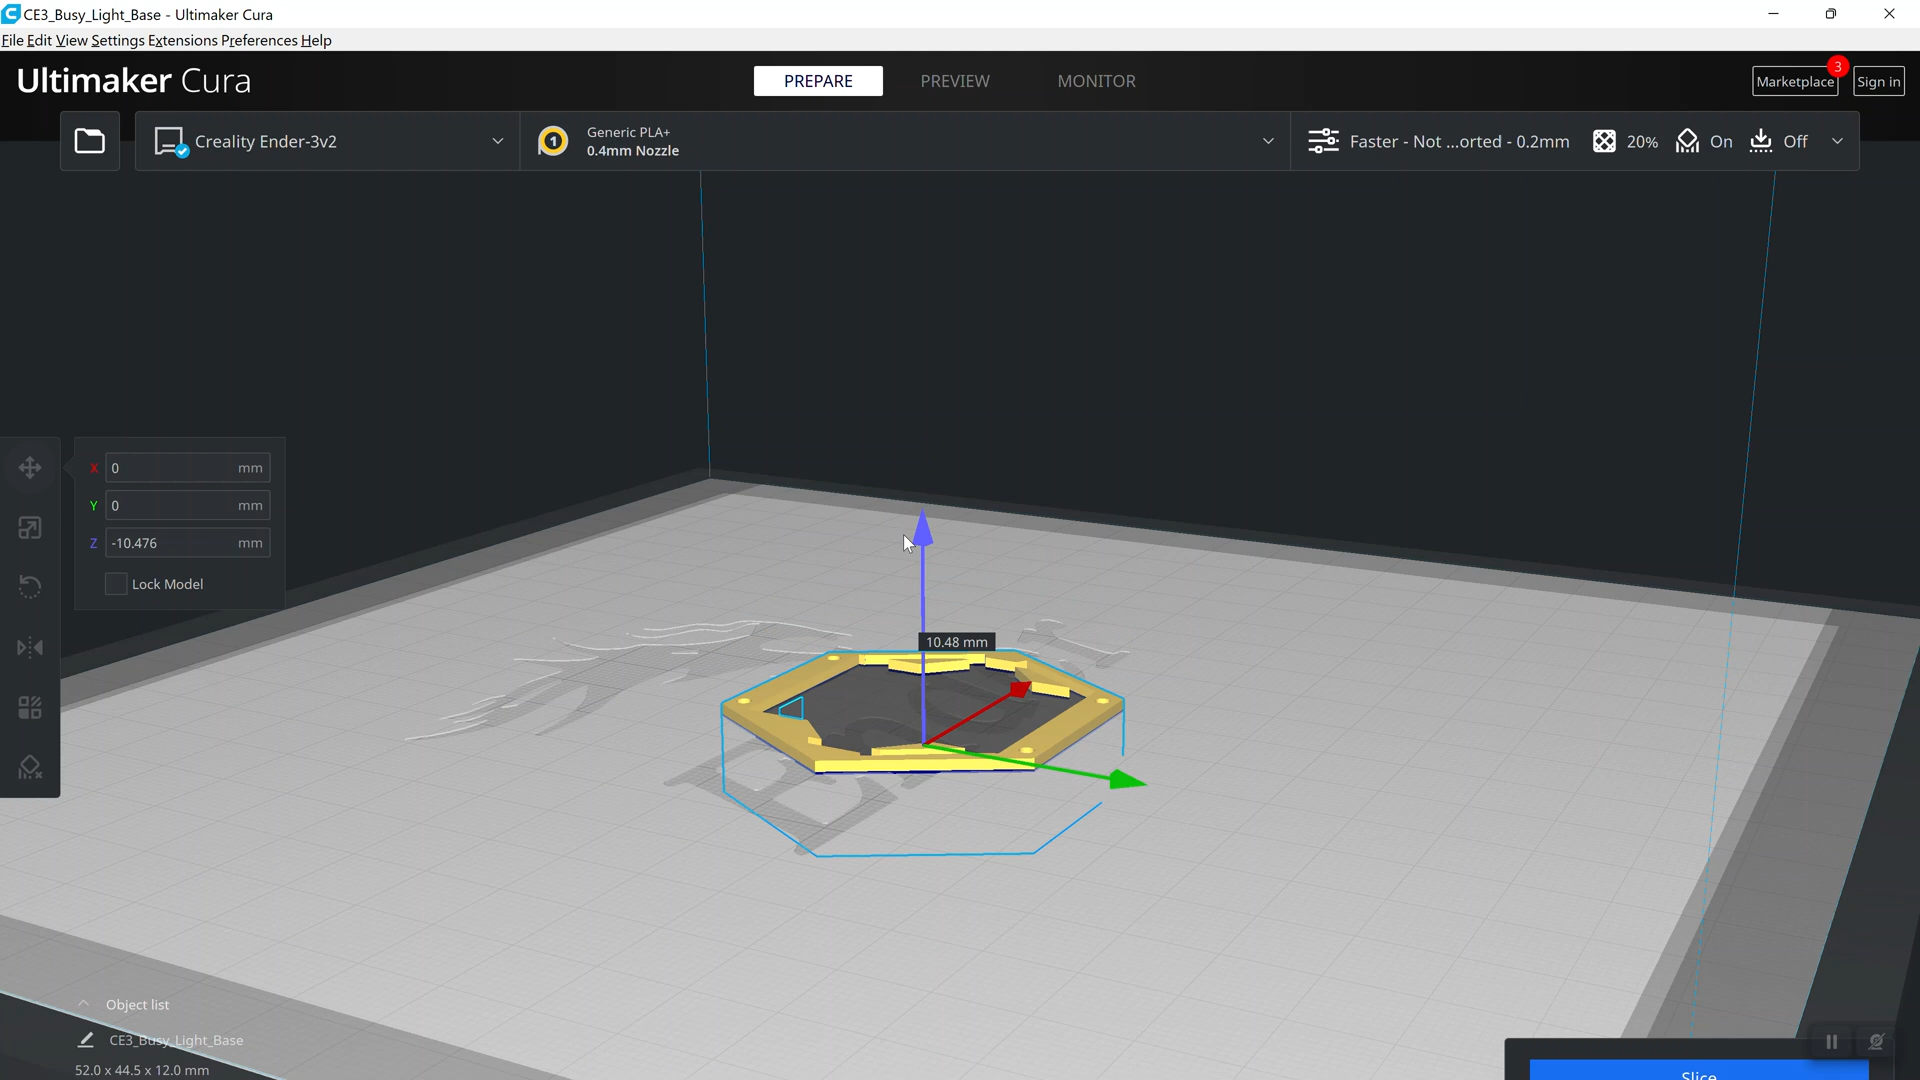 CE3_Busy_Light_Base - Ultimaker Cura
File Edit View Settings Extensions Preferences Help
Ultimaker Cura
PREPARE
PREVIEW
MONITOR
Marketplace
3
Sign in
Creality Ender-3v2
1
Generic PLA+
0.4mm Nozzle
Faster - Not ...orted - 0.2mm
20%
On
Off
X 0 mm
Y 0 mm
Z -10.476 mm
Lock Model
10.48 mm
Object list
CE3_Busy_Light_Base
52.0 x 44.5 x 12.0 mm
Slice